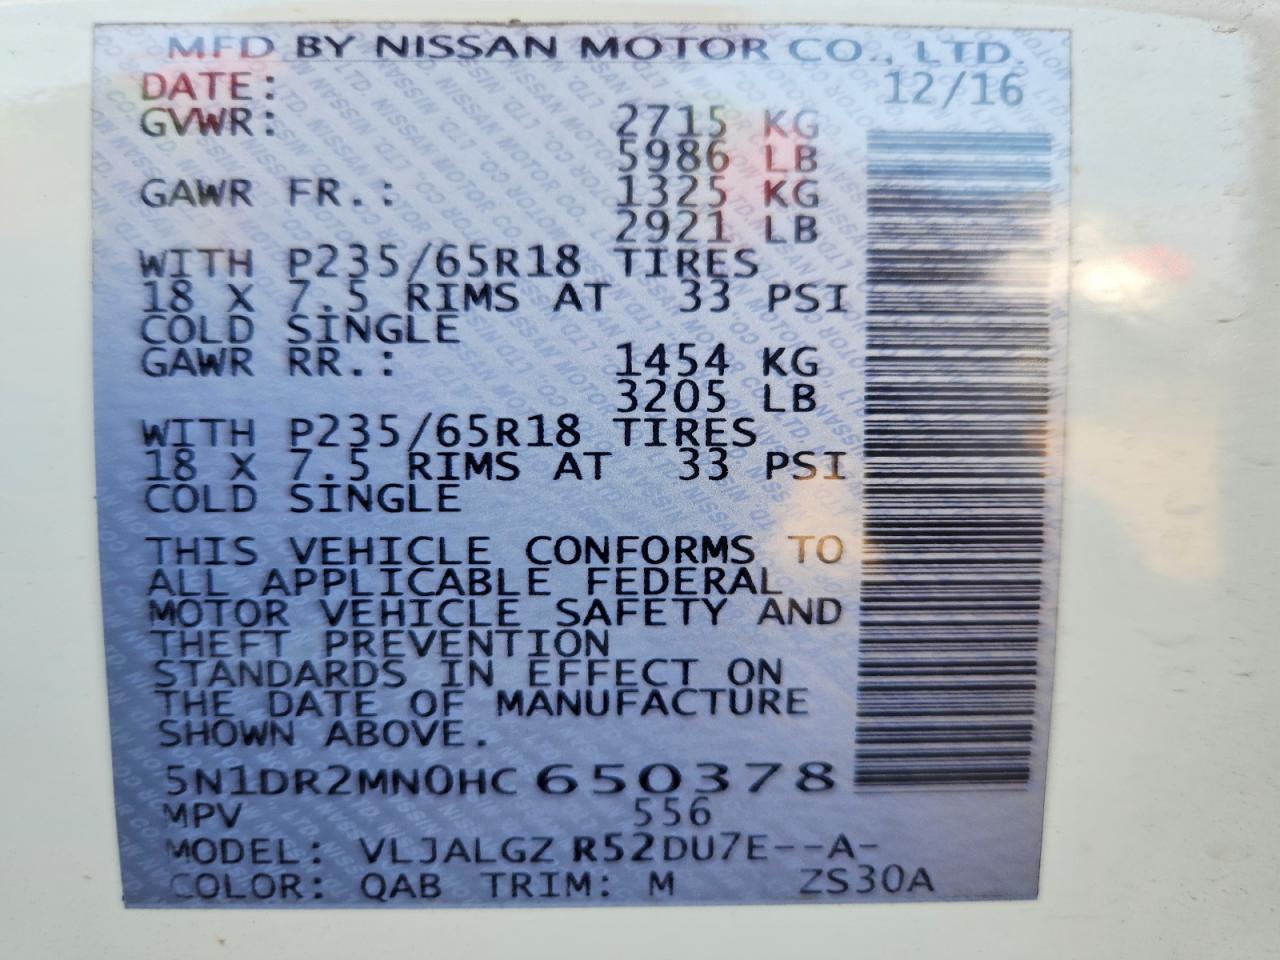 MFD BY NISSAN MOTOR CO., LTD.
DATE: 12/16
GVWR: 2715 KG
5986 LB
GAWR FR.: 1325 KG
2921 LB
WITH P235/65R18 TIRES
18 X 7.5 RIMS AT 33 PSI
COLD SINGLE
GAWR RR.: 1454 KG
3205 LB
WITH P235/65R18 TIRES
18 X 7.5 RIMS AT 33 PSI
COLD SINGLE
THIS VEHICLE CONFORMS TO
ALL APPLICABLE FEDERAL
MOTOR VEHICLE SAFETY AND
THEFT PREVENTION
STANDARDS IN EFFECT ON
THE DATE OF MANUFACTURE
SHOWN ABOVE.
5N1DR2MN0HC650378
MPV 556
MODEL: VLJALGZ R52DU7E--A-
COLOR: QAB TRIM: M ZS30A